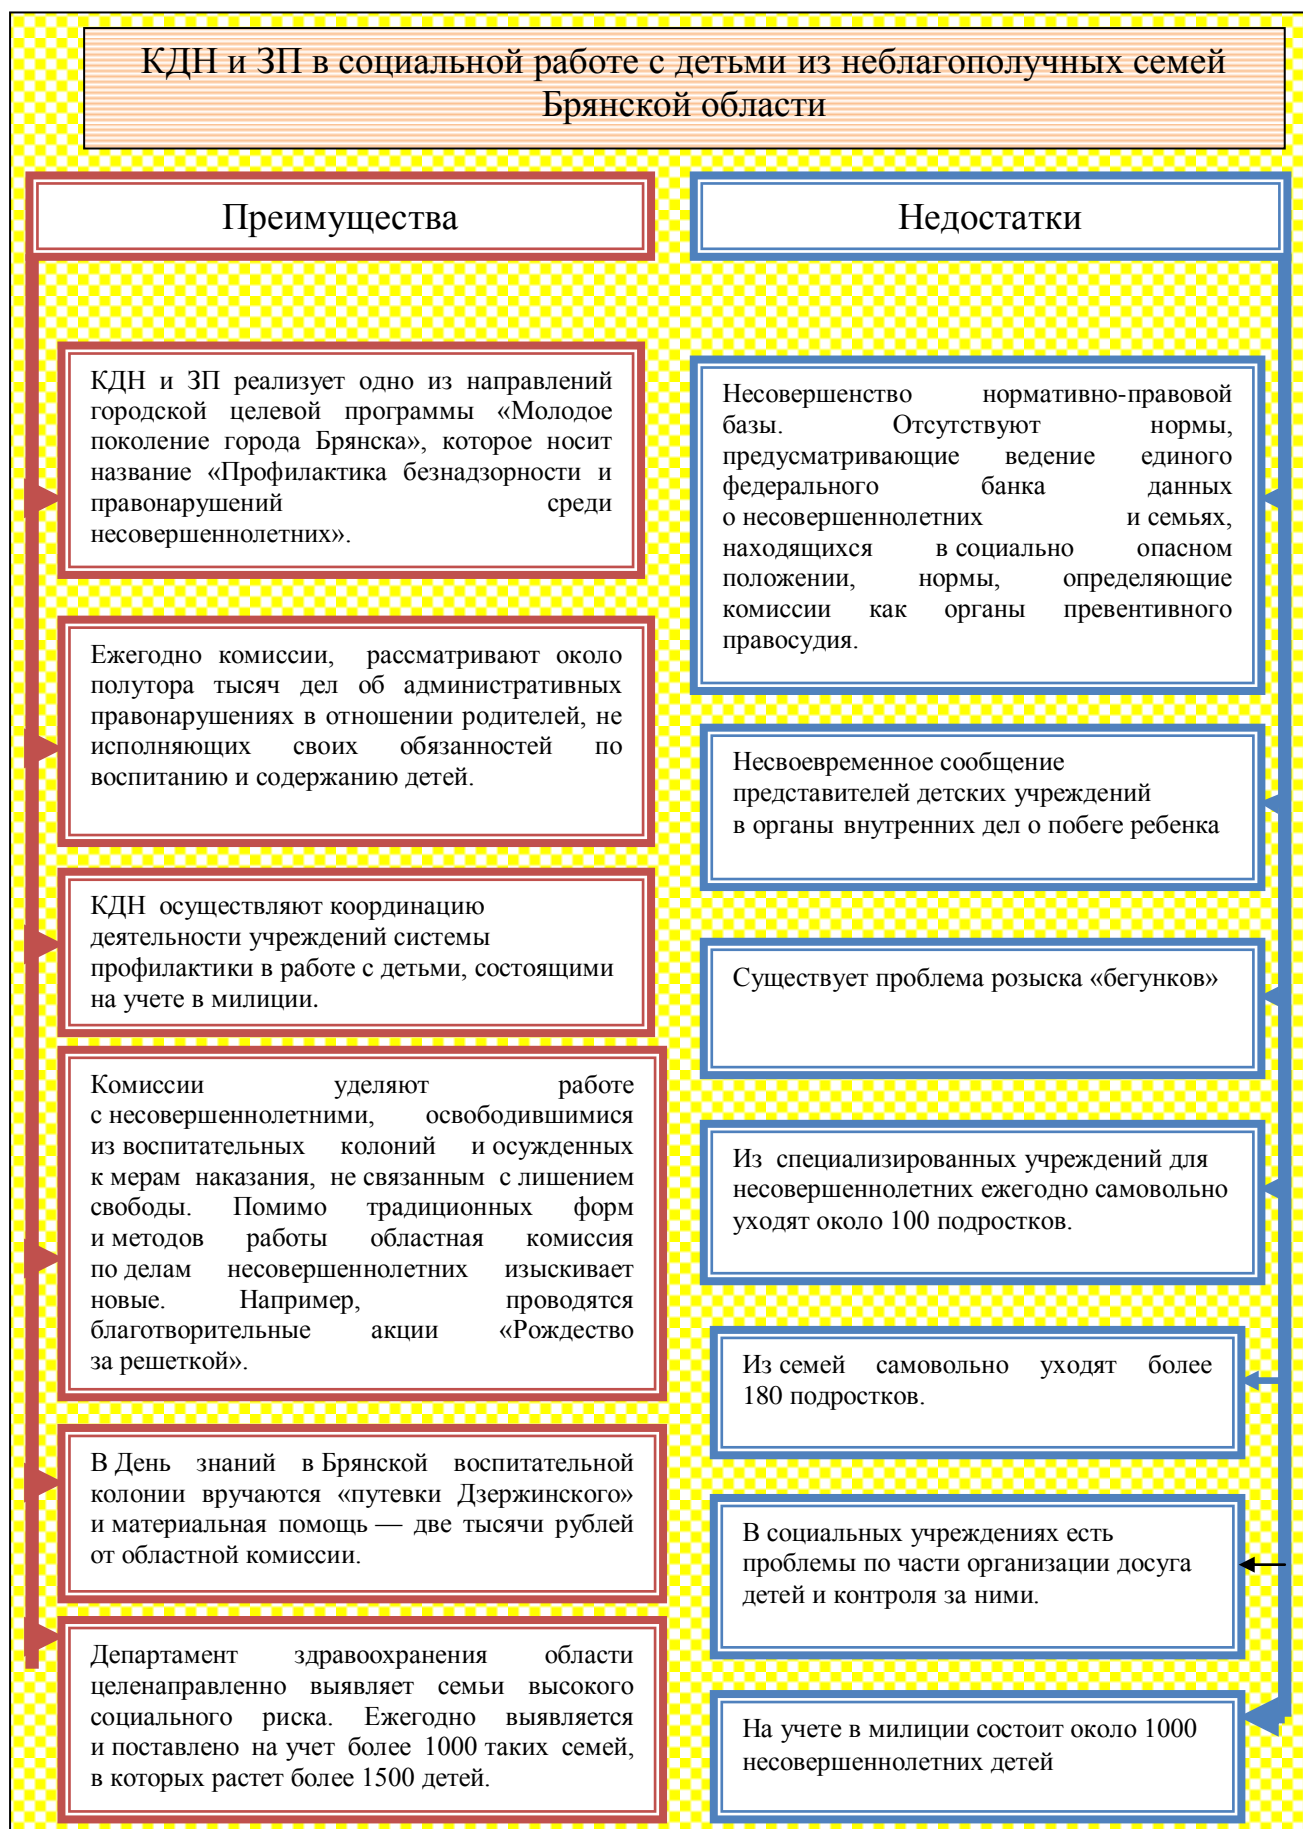 КДН и ЗП в социальной работе с детьми из неблагополучных семей
Брянской области
Преимущества
КДН и ЗП реализует одно из направлений
городской целевой программы «Молодое
поколение города Брянска», которое носит
название «Профилактика безнадзорности и
правонарушений среди
несовершеннолетних».
Ежегодно комиссии, рассматривают около
полутора тысяч дел об административных
правонарушениях в отношении родителей, не
исполняющих своих обязанностей по
воспитанию и содержанию детей.
КДН осуществляют координацию
деятельности учреждений системы
профилактики в работе с детьми, состоящими
на учете в милиции.
Комиссии уделяют работе
с несовершеннолетними, освободившимися
из воспитательных колоний и осужденных
к мерам наказания, не связанным с лишением
свободы. Помимо традиционных форм
и методов работы областная комиссия
по делам несовершеннолетних изыскивает
новые. Например, проводятся
благотворительные акции «Рождество
за решеткой».
В День знаний в Брянской воспитательной
колонии вручаются «путевки Дзержинского»
и материальная помощь — две тысячи рублей
от областной комиссии.
Департамент здравоохранения области
целенаправленно выявляет семьи высокого
социального риска. Ежегодно выявляется
и поставлено на учет более 1000 таких семей,
в которых растет более 1500 детей.
Недостатки
Несовершенство нормативно-правовой
базы. Отсутствуют нормы,
предусматривающие ведение единого
федерального банка данных
о несовершеннолетних и семьях,
находящихся в социально опасном
положении, нормы, определяющие
комиссии как органы превентивного
правосудия.
Несвоевременное сообщение
представителей детских учреждений
в органы внутренних дел о побеге ребенка
Существует проблема розыска «бегунков»
Из специализированных учреждений для
несовершеннолетних ежегодно самовольно
уходят около 100 подростков.
Из семей самовольно уходят более
180 подростков.
В социальных учреждениях есть
проблемы по части организации досуга
детей и контроля за ними.
На учете в милиции состоит около 1000
несовершеннолетних детей